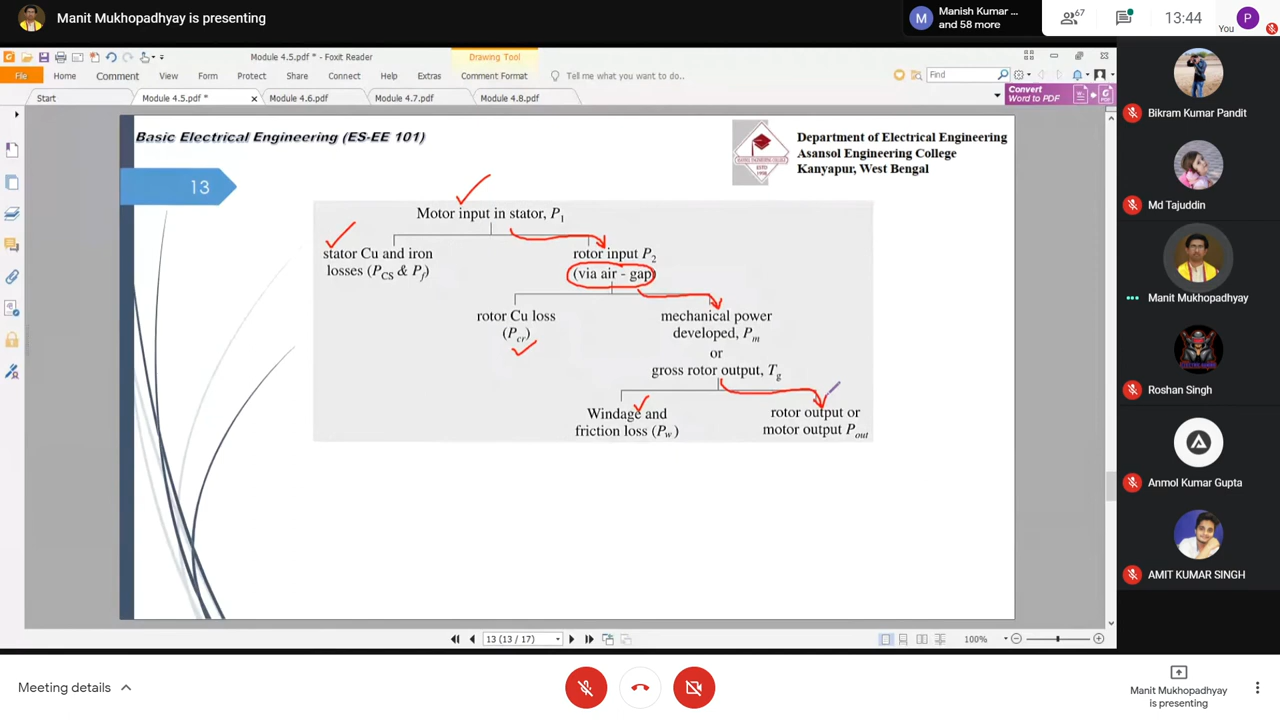 Manit Mukhopadhyay is presenting
M
Manish Kumar ...
and 58 more
67
13:44
You
P
Module 4.5.pdf * - Foxit Reader
Drawing Tool
File
Home
Comment
View
Form
Protect
Share
Connect
Help
Extras
Comment Format
Tell me what you want to do..
Find
Start
Module 4.5.pdf *
Module 4.6.pdf
Module 4.7.pdf
Module 4.8.pdf
Convert
Word to PDF
Basic Electrical Engineering (ES-EE 101)
Department of Electrical Engineering
Asansol Engineering College
Kanyapur, West Bengal
13
Motor input in stator, P1
stator Cu and iron
losses (PCS & Pf)
rotor input P2
(via air - gap)
rotor Cu loss
(Pcr)
mechanical power
developed, Pm
or
gross rotor output, Tg
Windage and
friction loss (Pw)
rotor output or
motor output Pout
13 (13 / 17)
100%
Bikram Kumar Pandit
Md Tajuddin
Manit Mukhopadhyay
Roshan Singh
Anmol Kumar Gupta
AMIT KUMAR SINGH
Meeting details
Manit Mukhopadhyay
is presenting